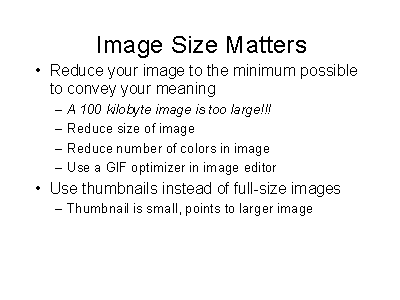 Image Size Matters
• Reduce your image to the minimum possible
to convey your meaning
– A 100 kilobyte image is too large!!!
– Reduce size of image
– Reduce number of colors in image
– Use a GIF optimizer in image editor
• Use thumbnails instead of full-size images
– Thumbnail is small, points to larger image